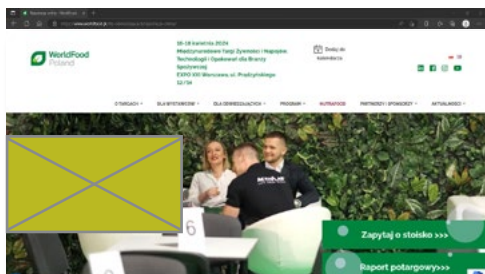 WorldFood
Poland
16-18 kwietnia 2024
Międzynarodowe Targi Żywności i Napojów,
Technologii i Opakowań dla Branży
Spożywczej
EXPO XXI Warszawa, ul. Prądzyńskiego
12/14
Dodaj do
kalendarza
O TARGACH
DLA WYSTAWCÓW
DLA ODWIEDZAJĄCYCH
PROGRAM
NUTRAFOOD
PARTNERZY I SPONSORZY
AKTUALNOŚCI
6
Zapytaj o stoisko >>>
Raport potargowy>>>